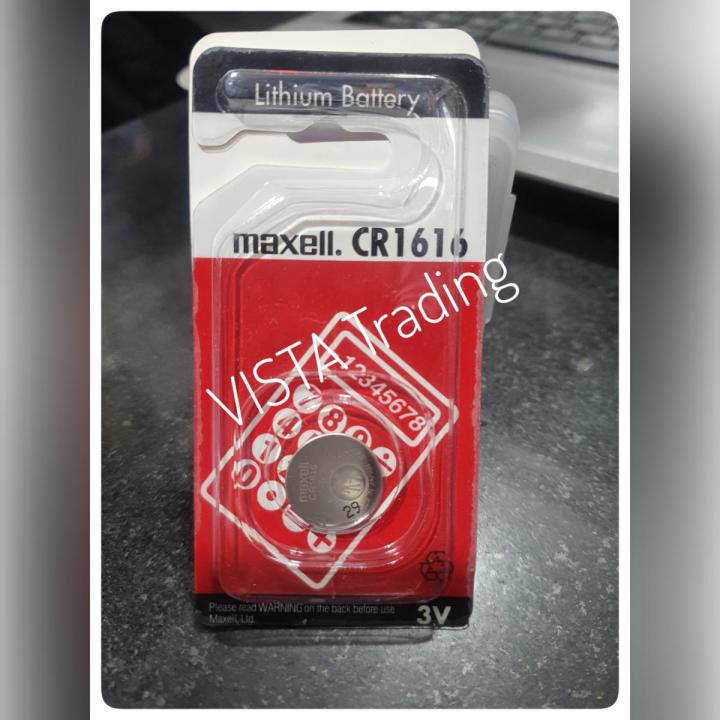 Lithium Battery
maxell. CR1616
VISTA Trading
12345678
maxell
CR1616
29
Please read WARNING on the back before use
Maxell, Ltd.
3V